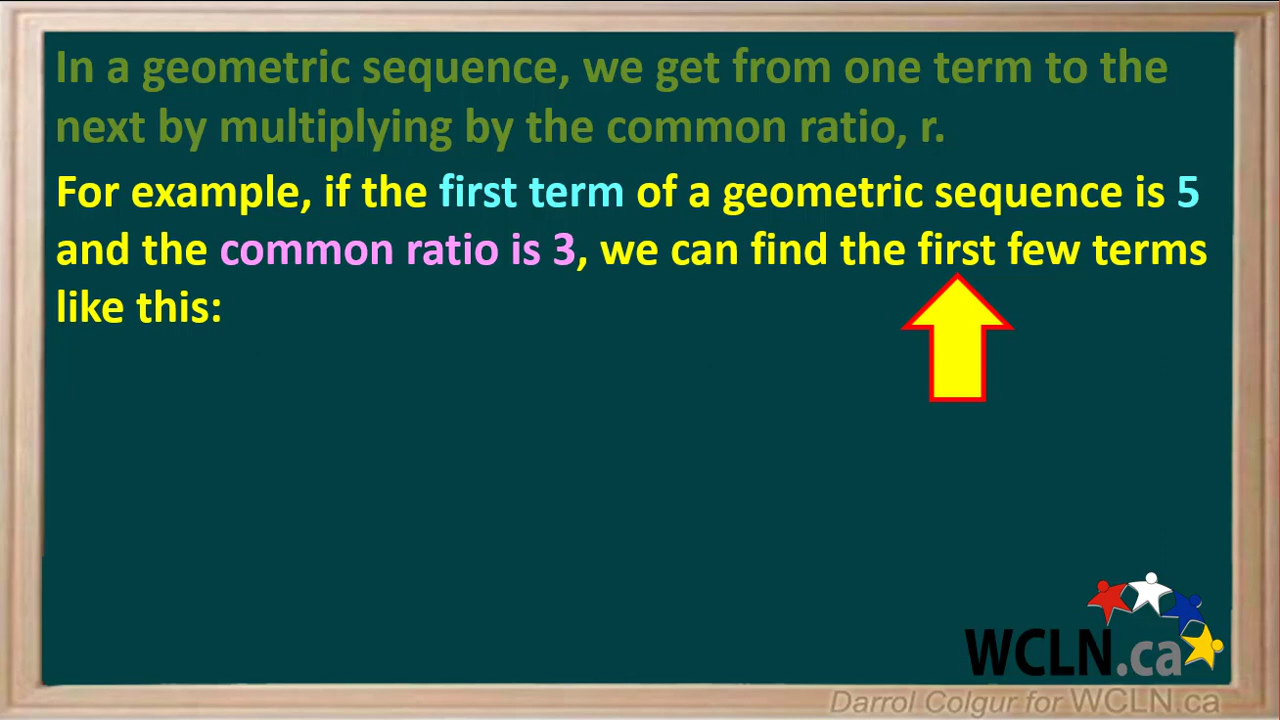 In a geometric sequence, we get from one term to the
next by multiplying by the common ratio, r.
For example, if the first term of a geometric sequence is 5
and the common ratio is 3, we can find the first few terms
like this:
WCLN.ca
Darrol Colgur for WCLN.ca